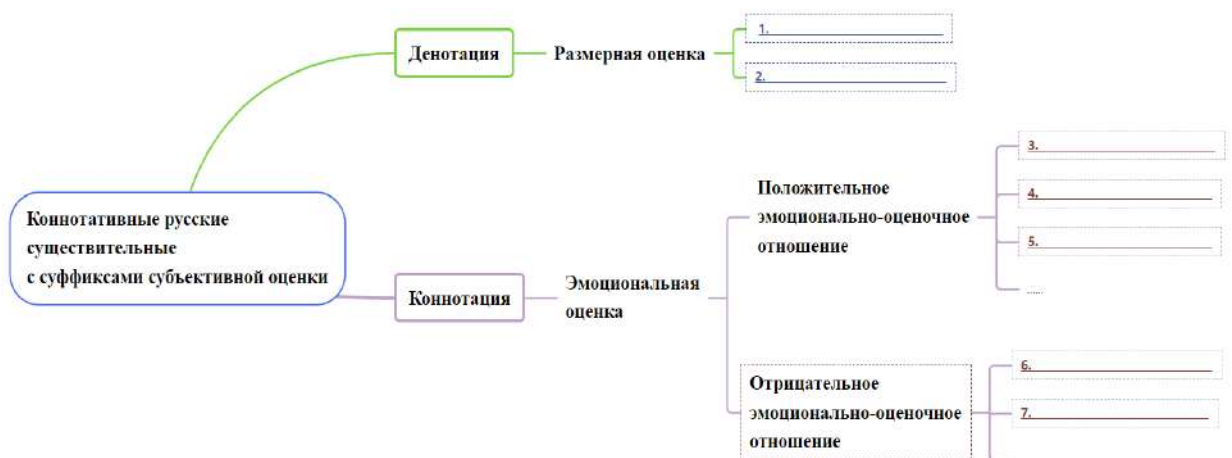 Денотация
Размерная оценка
1.
2.
Коннотативные русские
существительные
с суффиксами субъективной оценки
Коннотация
Эмоциональная
оценка
Положительное
эмоционально-оценочное
отношение
3.
4.
5.
.....
Отрицательное
эмоционально-оценочное
отношение
6.
7.